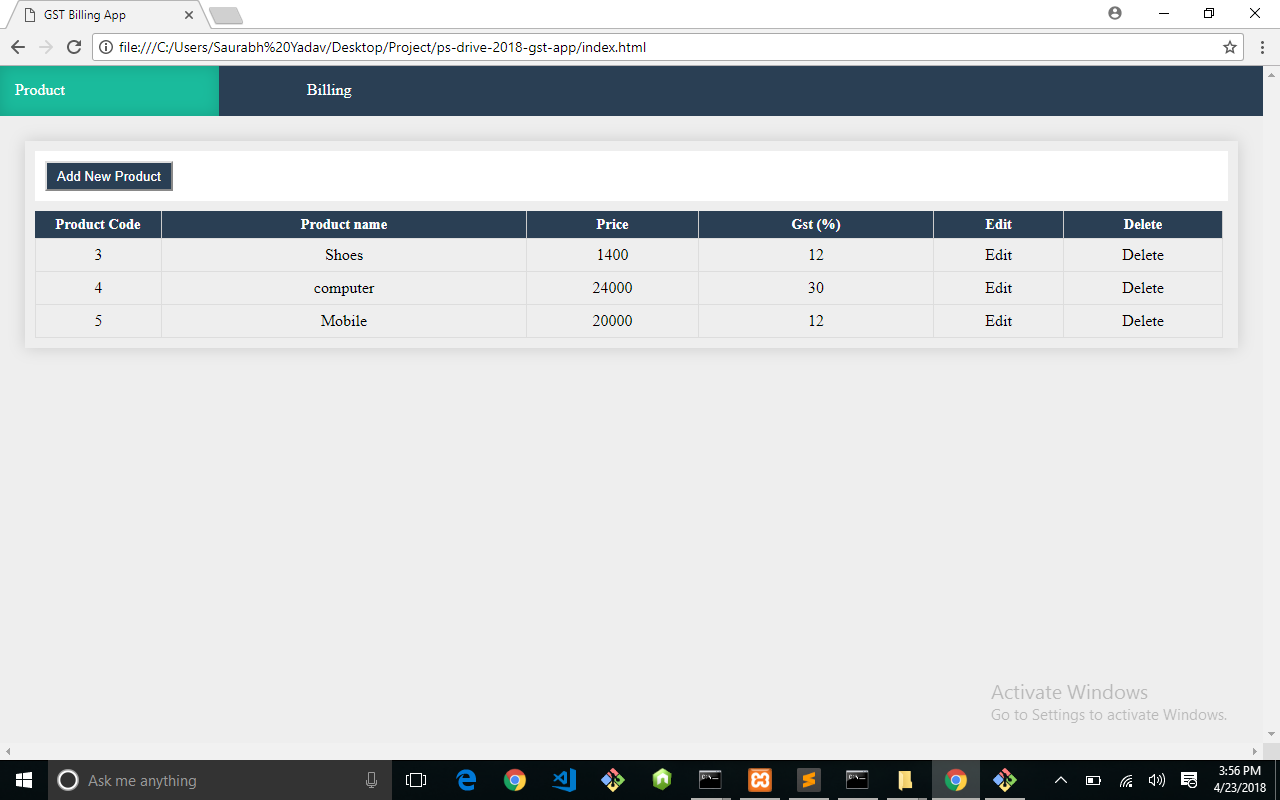 GST Billing App
file:///C:/Users/Saurabh%20Yadav/Desktop/Project/ps-drive-2018-gst-app/index.html
Product Billing
Add New Product
Product Code Product name Price Gst (%) Edit Delete
3 Shoes 1400 12 Edit Delete
4 computer 24000 30 Edit Delete
5 Mobile 20000 12 Edit Delete
Activate Windows
Go to Settings to activate Windows.
Ask me anything
3:56 PM
4/23/2018